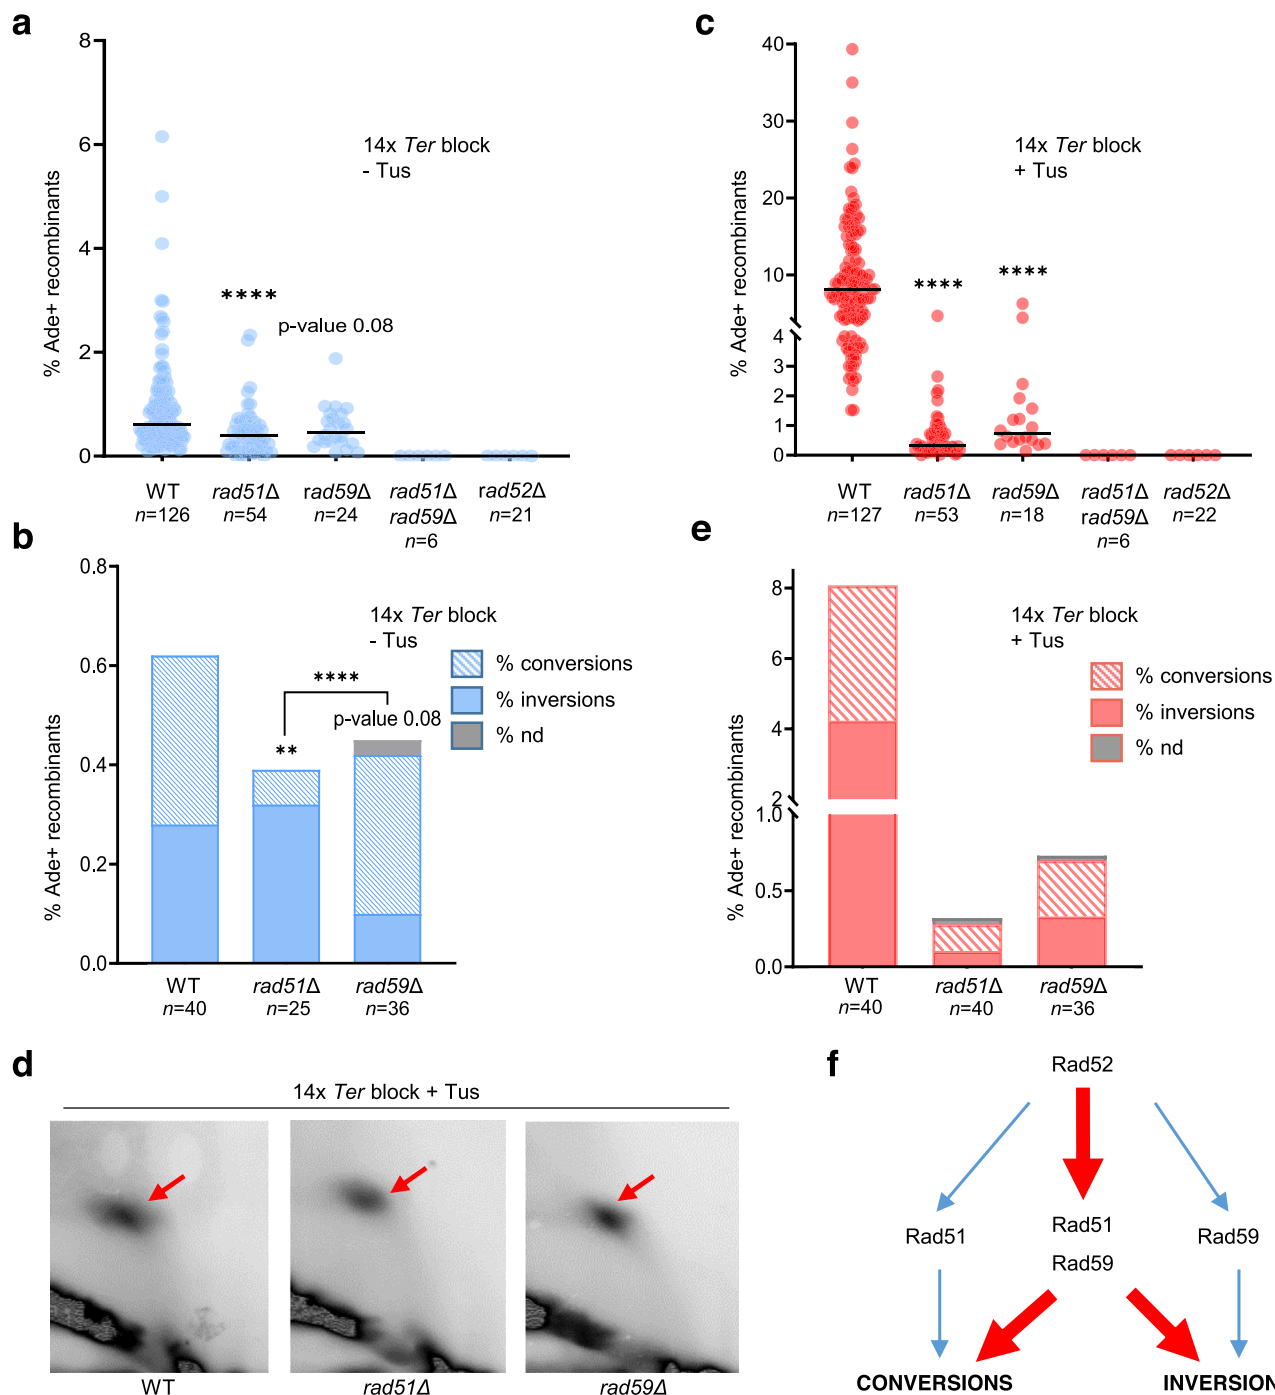 a
8
6
4
2
0
% Ade+ recombinants
14x Ter block
- Tus
****
p-value 0.08
WT
n=126
rad51Δ
n=54
rad59Δ
n=24
rad51Δ
rad59Δ
n=6
rad52Δ
n=21
c
40
30
20
10
4
3
2
1
0
% Ade+ recombinants
14x Ter block
+ Tus
****
****
WT
n=127
rad51Δ
n=53
rad59Δ
n=18
rad51Δ
rad59Δ
n=6
rad52Δ
n=22
b
0.8
0.6
0.4
0.2
0.0
% Ade+ recombinants
14x Ter block
- Tus
% conversions
% inversions
% nd
****
p-value 0.08
**
WT
n=40
rad51Δ
n=25
rad59Δ
n=36
e
8
6
4
2
1.0
0.5
0.0
% Ade+ recombinants
14x Ter block
+ Tus
% conversions
% inversions
% nd
WT
n=40
rad51Δ
n=40
rad59Δ
n=36
d
14x Ter block + Tus
WT
rad51Δ
rad59Δ
f
Rad52
Rad51
Rad51
Rad59
Rad59
CONVERSIONS
INVERSION